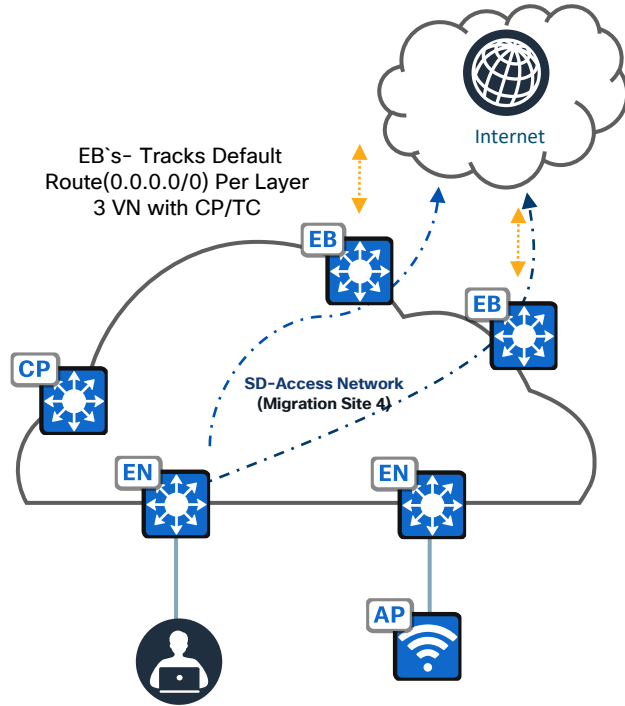 Internet
EB`s- Tracks Default
Route(0.0.0.0/0) Per Layer
3 VN with CP/TC
EB
EB
CP
SD-Access Network
(Migration Site 4)
EN
EN
AP